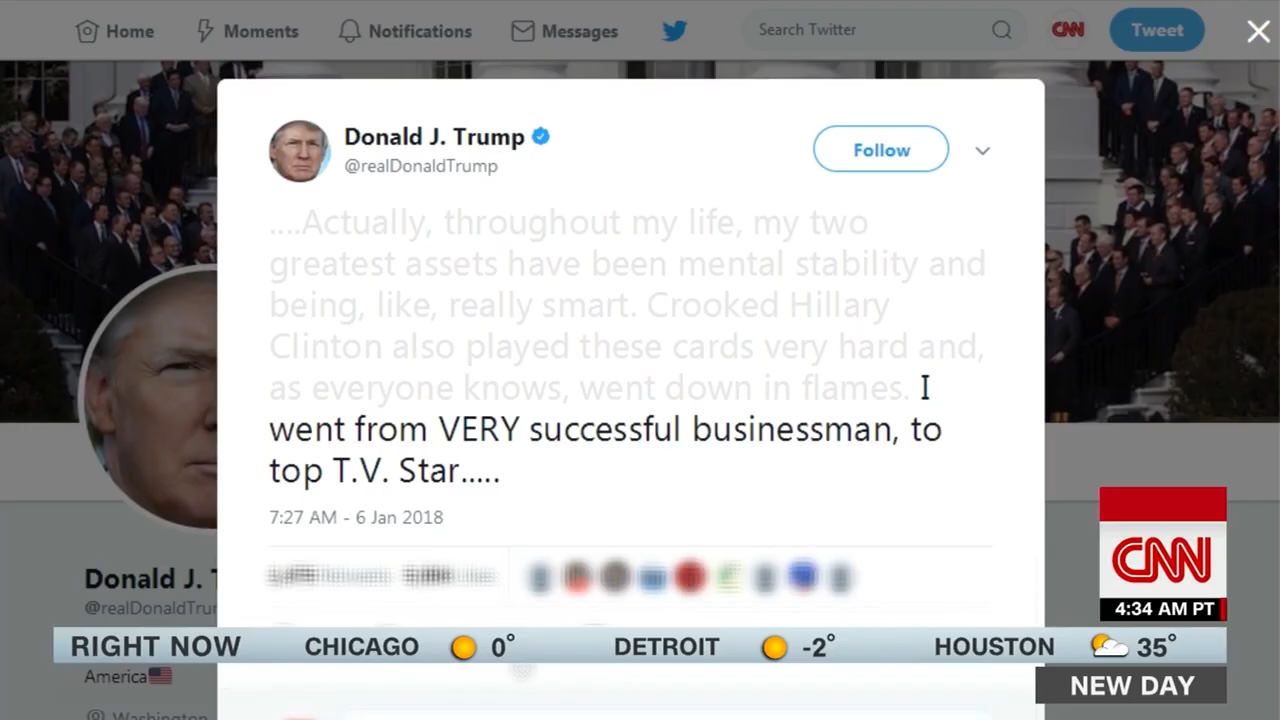 Home Moments Notifications Messages Search Twitter CNN Tweet
Donald J. Trump
@realDonaldTrump
Follow
....Actually, throughout my life, my two
greatest assets have been mental stability and
being, like, really smart. Crooked Hillary
Clinton also played these cards very hard and,
as everyone knows, went down in flames. I
went from VERY successful businessman, to
top T.V. Star.....
7:27 AM - 6 Jan 2018
Donald J. T
@realDonaldTru
America
Washington
CNN
4:34 AM PT
RIGHT NOW CHICAGO 0° DETROIT -2° HOUSTON 35°
NEW DAY